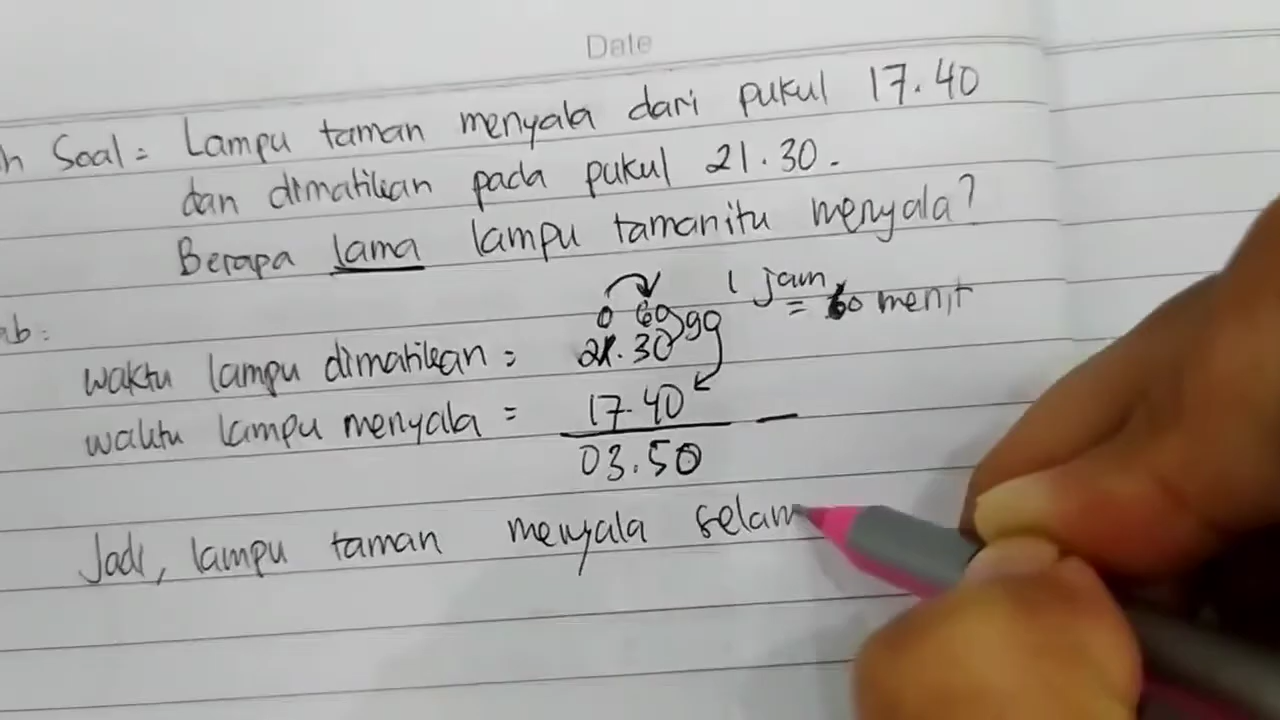 Date
h Soal = Lampu taman menyala dari pukul 17.40
dan dimatikan pada pukul 21.30.
Berapa lama lampu taman itu menyala?
ab:
1 jam
= 60 menit
0 60
90
waktu lampu dimatikan = 21.30
waktu lampu menyala = 17.40
03.50
Jadi, lampu taman menyala selam